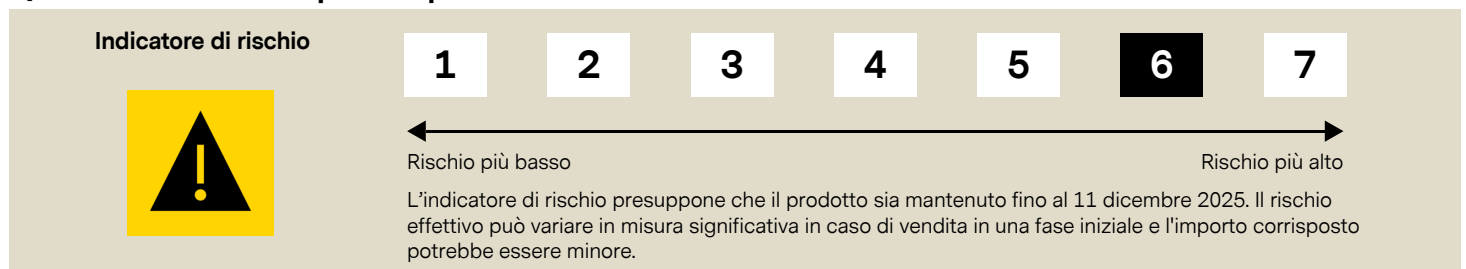 Indicatore di rischio
1 2 3 4 5 6 7
Rischio più basso Rischio più alto
L'indicatore di rischio presuppone che il prodotto sia mantenuto fino al 11 dicembre 2025. Il rischio
effettivo può variare in misura significativa in caso di vendita in una fase iniziale e l'importo corrisposto
potrebbe essere minore.